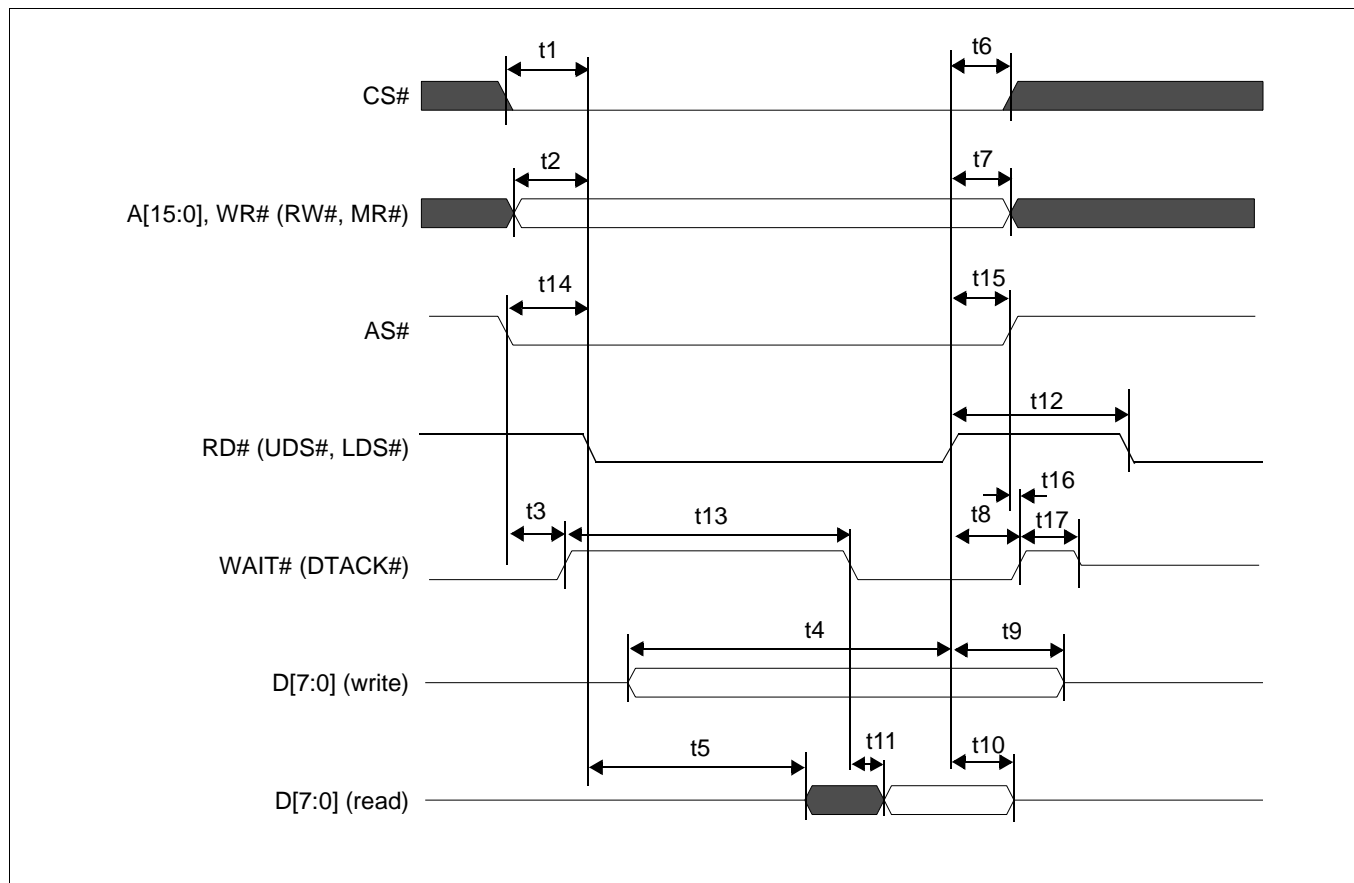 t1
t6
CS#
t2
t7
A[15:0], WR# (RW#, MR#)
t14
t15
AS#
t12
RD# (UDS#, LDS#)
t16
t3
t13
t8
t17
WAIT# (DTACK#)
t4
t9
D[7:0] (write)
t5
t11
t10
D[7:0] (read)